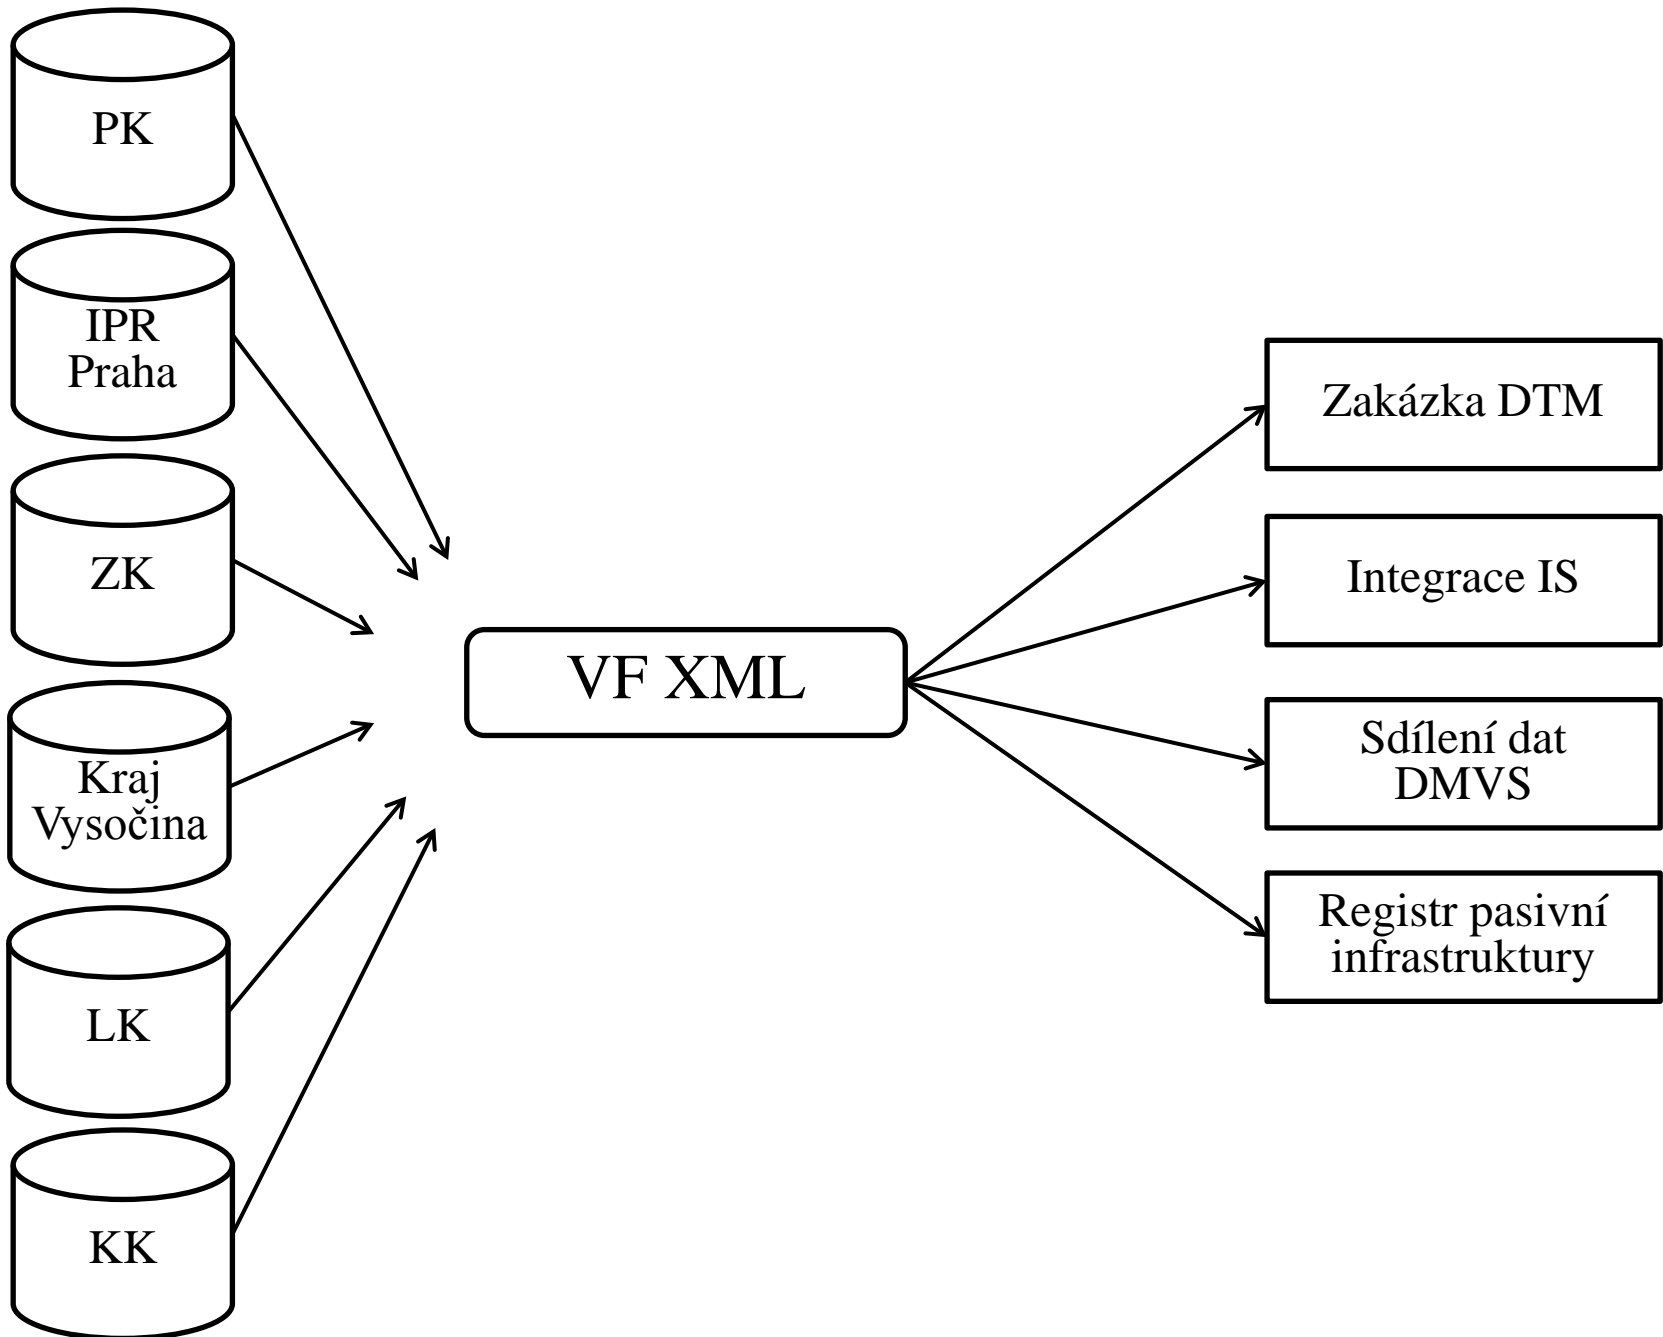 PK
IPR
Praha
ZK
Kraj
Vysočina
LK
KK
VF XML
Zakázka DTM
Integrace IS
Sdílení dat
DMVS
Registr pasivní
infrastruktury